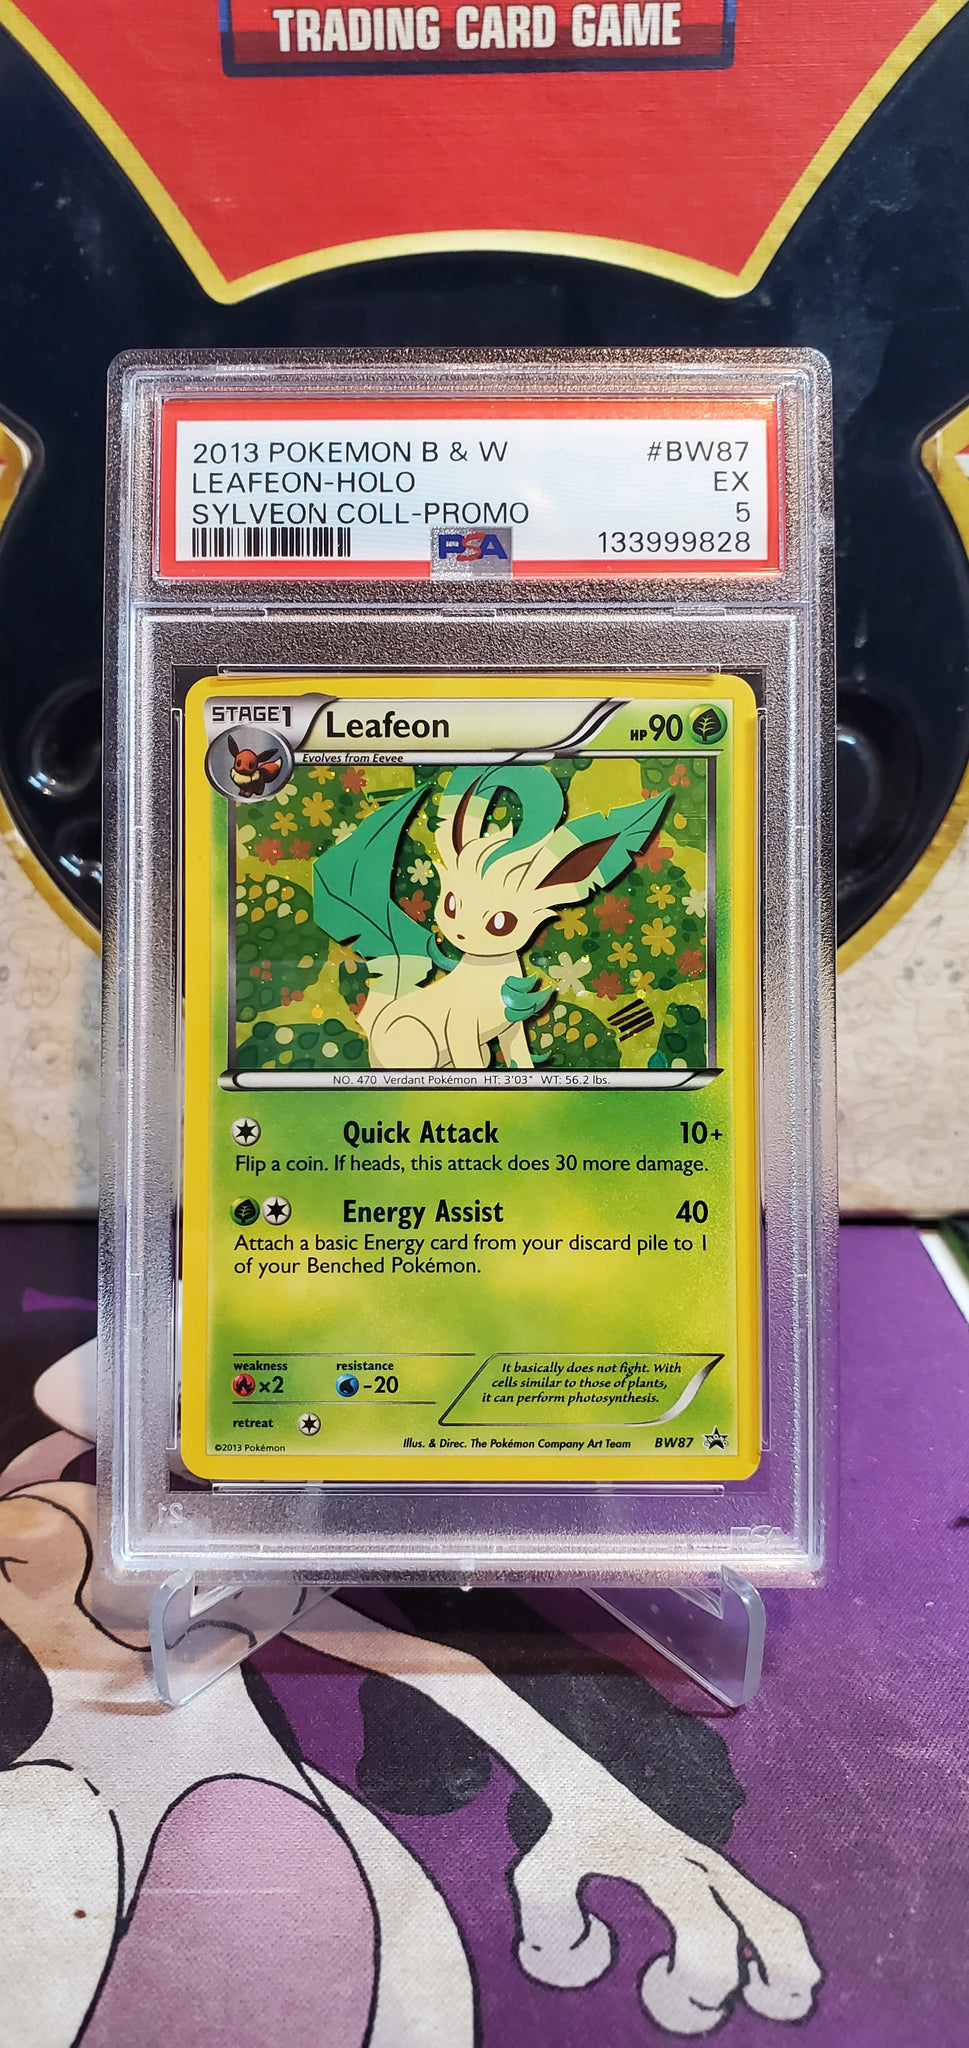 TRADING CARD GAME
2013 POKEMON B & W #BW87
LEAFEON-HOLO EX
SYLVEON COLL-PROMO 5
PSA 133999828
STAGE1 Leafeon HP90
Evolves from Eevee
NO. 470 Verdant Pokémon HT: 3'03" WT: 56.2 lbs.
Quick Attack 10+
Flip a coin. If heads, this attack does 30 more damage.
Energy Assist 40
Attach a basic Energy card from your discard pile to 1
of your Benched Pokémon.
weakness resistance
×2 -20
retreat
It basically does not fight. With
cells similar to those of plants,
it can perform photosynthesis.
©2013 Pokémon Illus. & Direc. The Pokémon Company Art Team BW87 PROMO
PSA